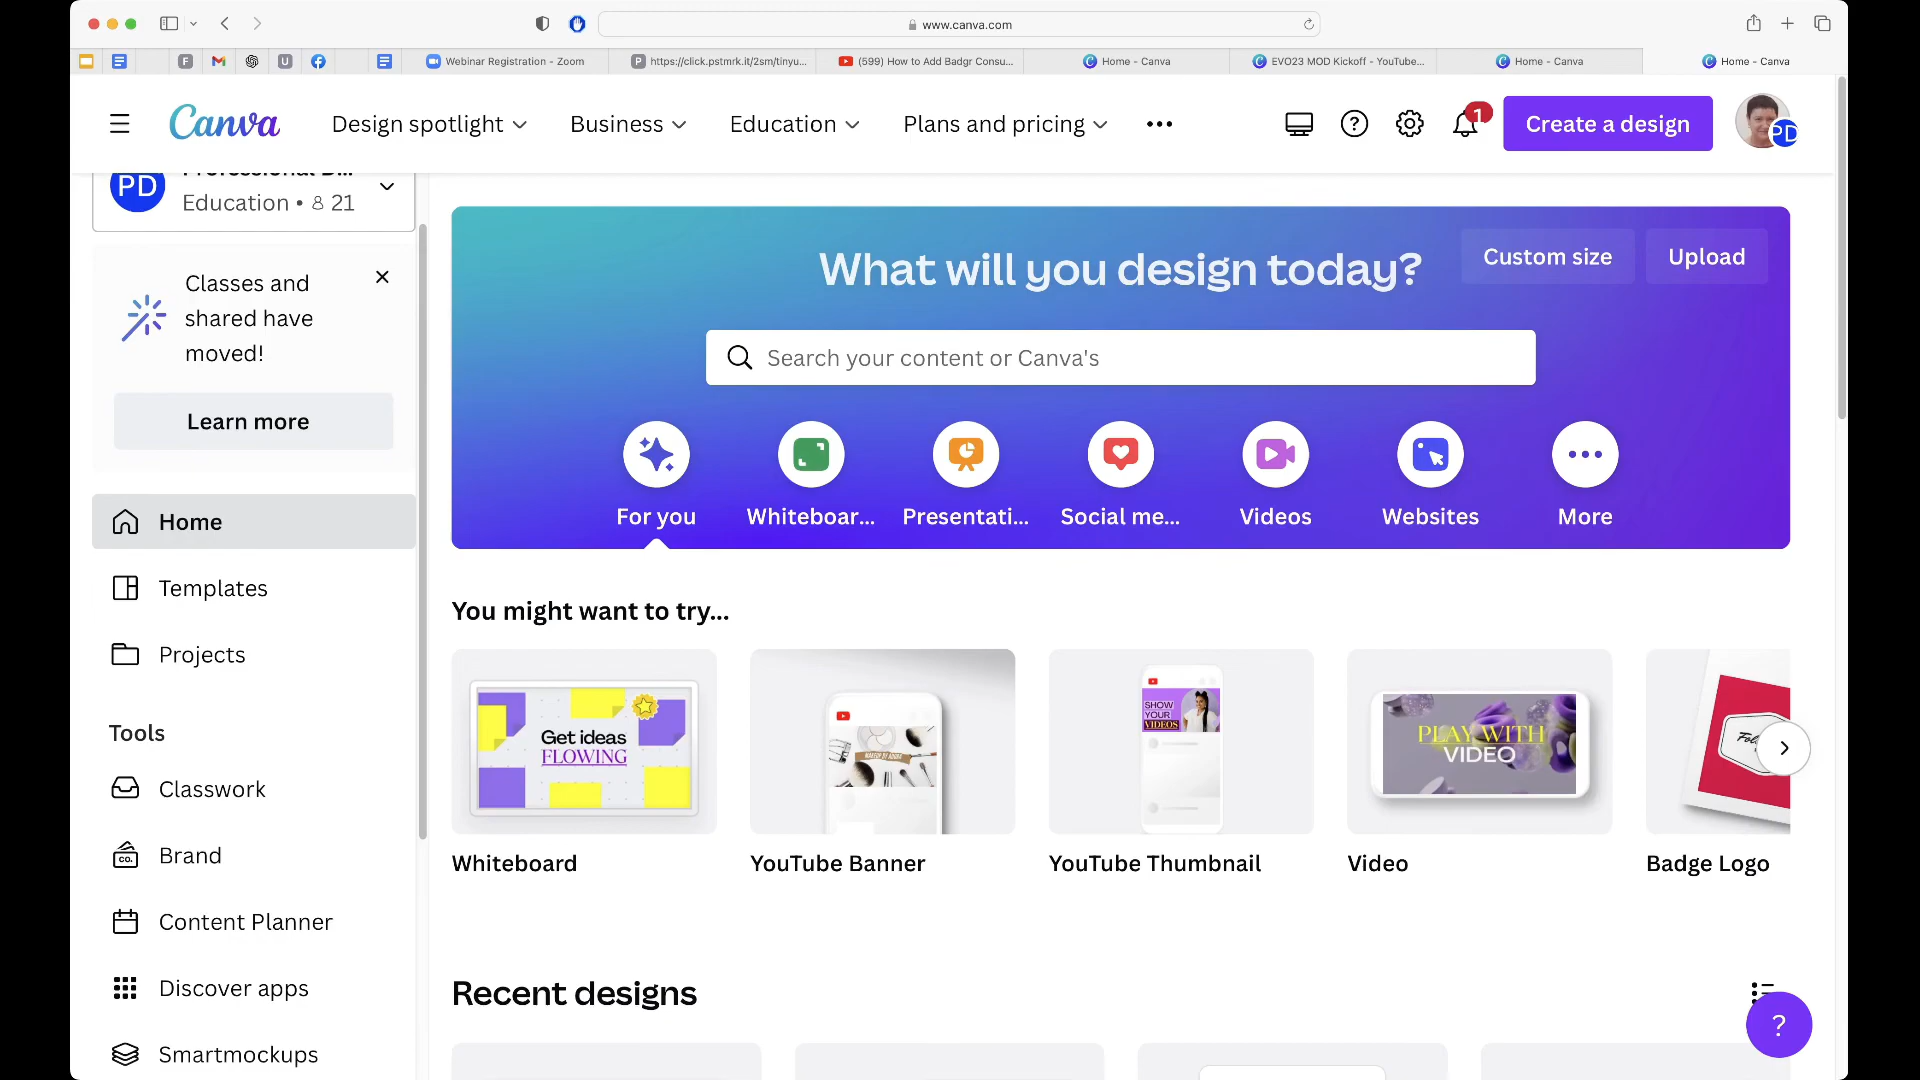 www.canva.com
F
U
Webinar Registration - Zoom
P
https://click.pstmrk.it/2sm/tinyu...
(599) How to Add Badgr Consu...
Home - Canva
EVO23 MOD Kickoff - YouTube...
Home - Canva
Home - Canva
Canva
Design spotlight
Business
Education
Plans and pricing
1
Create a design
PD
PD
Professional D...
Education • 21
Classes and
shared have
moved!
Learn more
Home
Templates
Projects
Tools
Classwork
CO.
Brand
Content Planner
Discover apps
Smartmockups
What will you design today?
Custom size
Upload
Search your content or Canva's
For you
Whiteboar...
Presentati...
Social me...
Videos
Websites
More
You might want to try...
Get ideas
FLOWING
SHOW
YOUR
VIDEOS
PLAY WITH
VIDEO
Whiteboard
YouTube Banner
YouTube Thumbnail
Video
Badge Logo
Recent designs
?